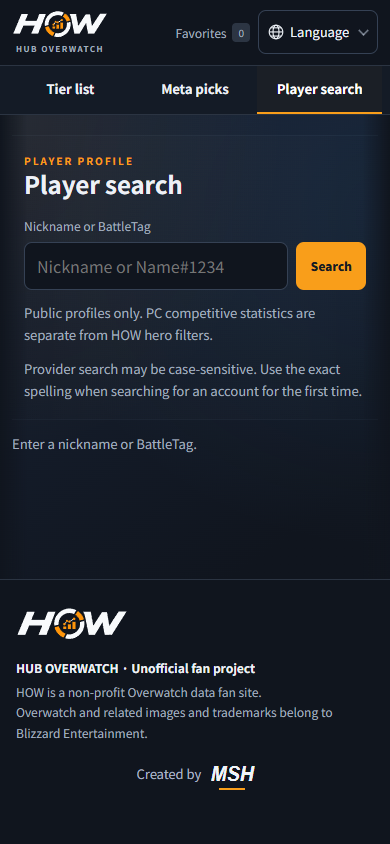 HOW
HUB OVERWATCH
Favorites 0
Language
Tier list
Meta picks
Player search
PLAYER PROFILE
Player search
Nickname or BattleTag
Nickname or Name#1234
Search
Public profiles only. PC competitive statistics are
separate from HOW hero filters.
Provider search may be case-sensitive. Use the exact
spelling when searching for an account for the first time.
Enter a nickname or BattleTag.
HOW
HUB OVERWATCH · Unofficial fan project
HOW is a non-profit Overwatch data fan site.
Overwatch and related images and trademarks belong to
Blizzard Entertainment.
Created by MSH